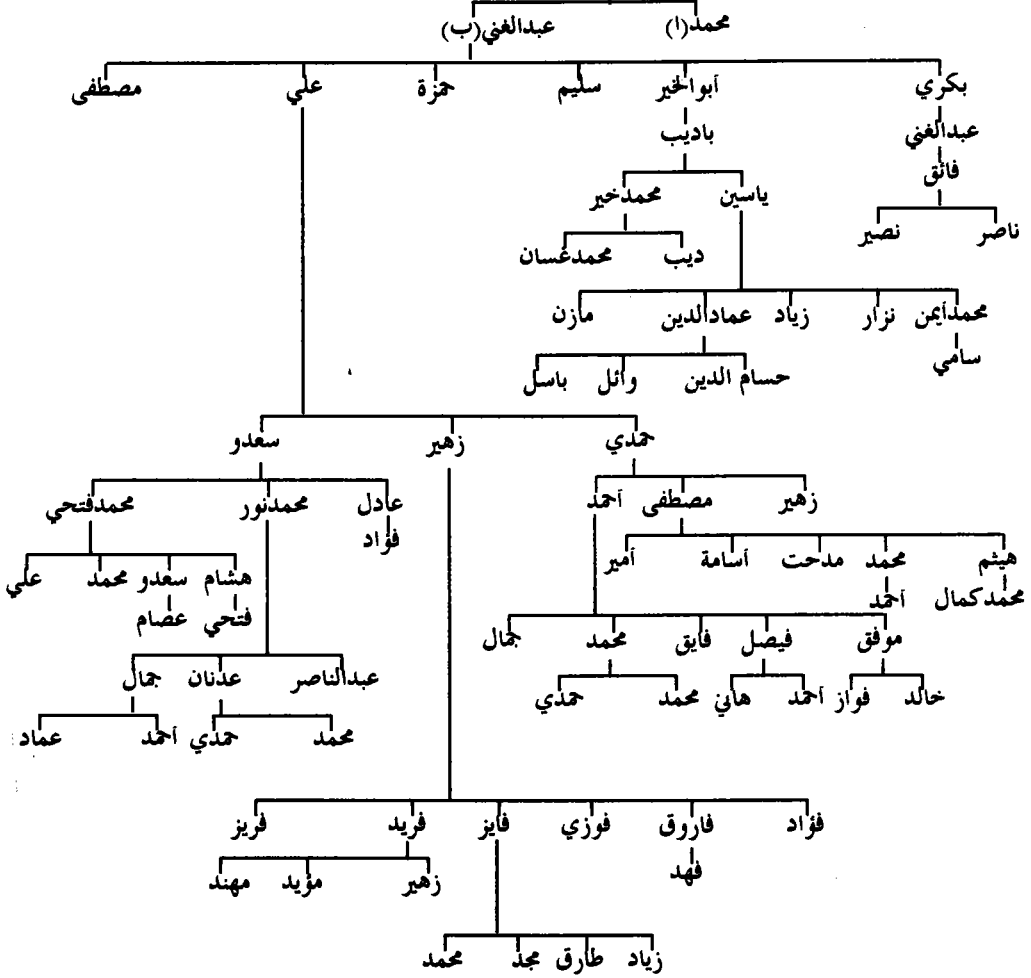 محمد(ا) عبدالغني(ب)
بكري أبوالخير سليم حمزة علي مصطفى
عبدالغني باديب
فائق
ياسين محمدخير
ناصر نصير
ديب محمدغسان
محمدأيمن نزار زياد عمادالدين مازن
سامي
حسام الدين وائل باسل
حمدي زهير سعدو
زهير مصطفى أحمد عادل محمدنور محمدفتحي
فؤاد
هيثم محمد مدحت أسامة أمير
هشام سعدو محمد علي
محمدكمال أحمد
فتحي عصام
موفق فيصل فايق محمد جمال
عبدالناصر عدنان جمال
خالد فواز أحمد هاني محمد حمدي
محمد حمدي أحمد عماد
فؤاد فاروق فوزي فايز فريد فريز
فهد
زهير مؤيد مهند
زياد طارق مجد محمد